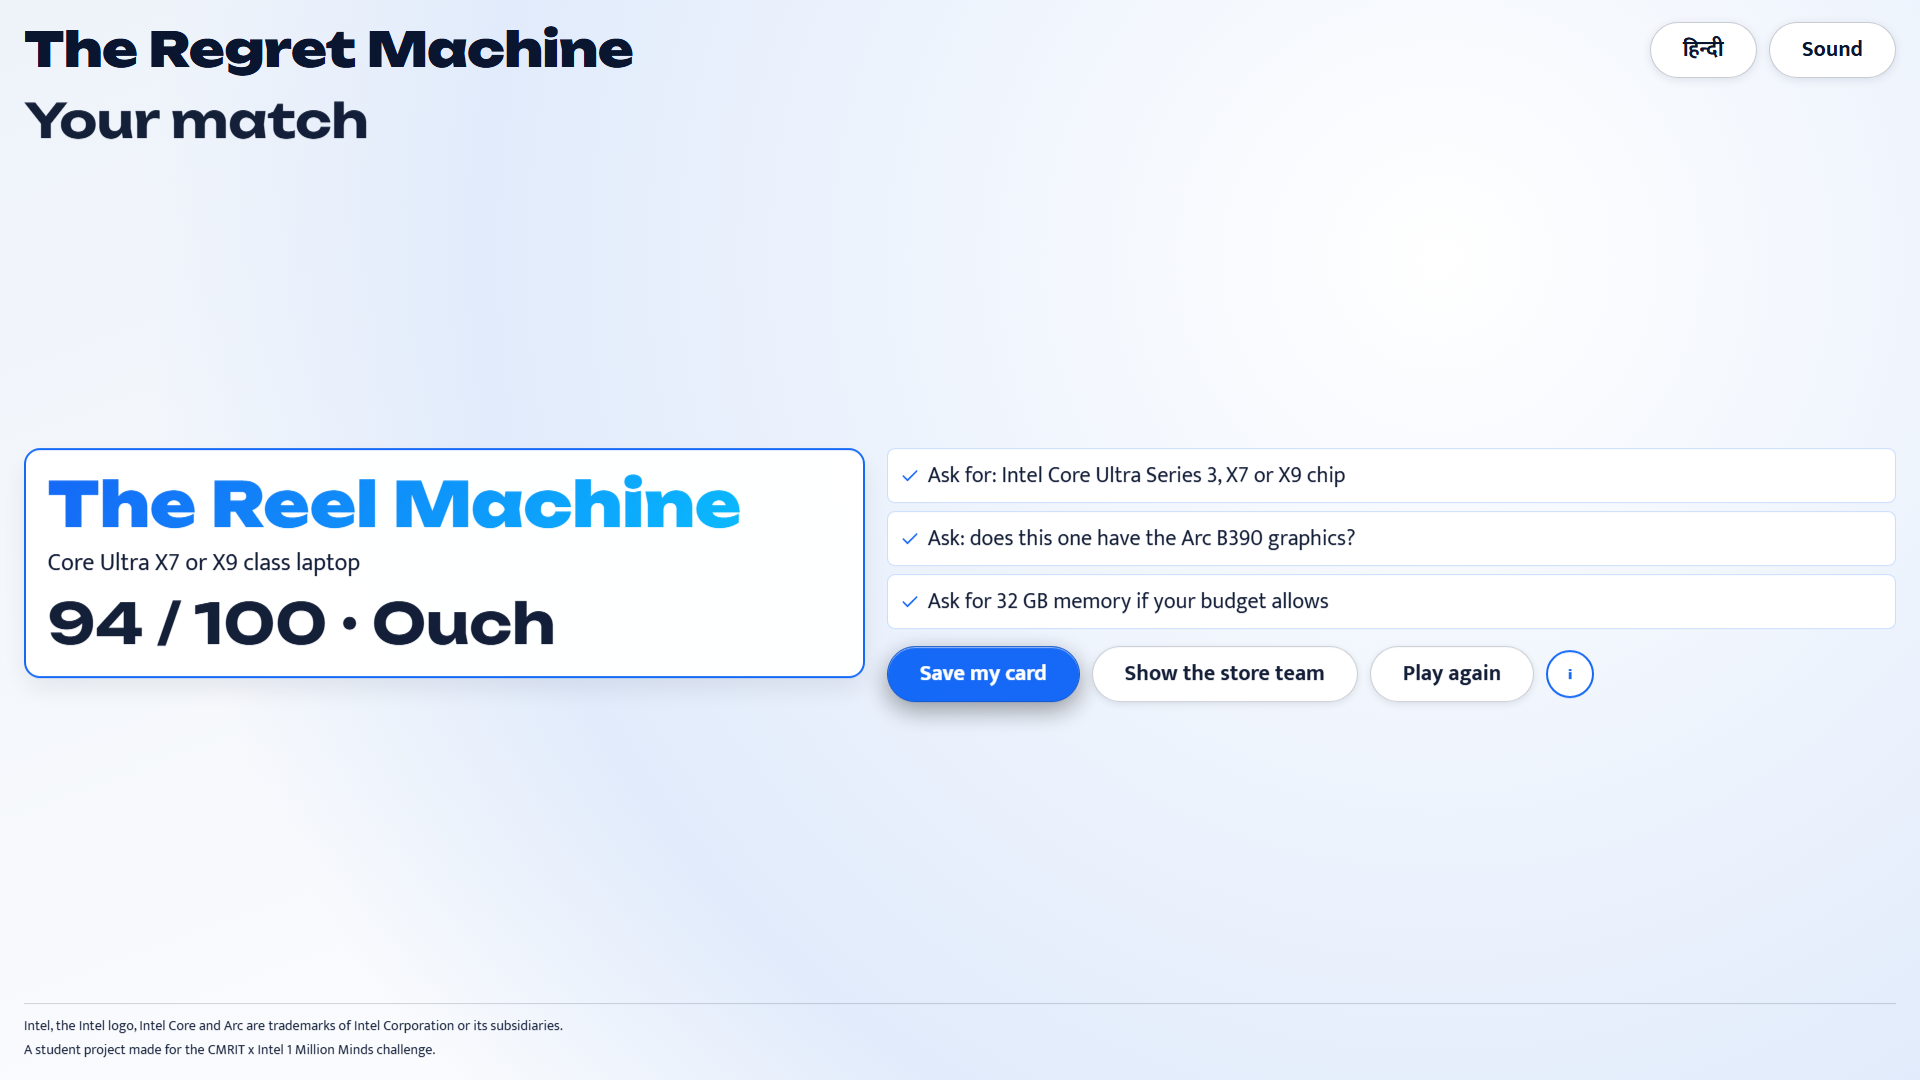 The Regret Machine
हिन्दी
Sound
Your match
The Reel Machine
Core Ultra X7 or X9 class laptop
94 / 100 · Ouch
Ask for: Intel Core Ultra Series 3, X7 or X9 chip
Ask: does this one have the Arc B390 graphics?
Ask for 32 GB memory if your budget allows
Save my card
Show the store team
Play again
i
Intel, the Intel logo, Intel Core and Arc are trademarks of Intel Corporation or its subsidiaries.
A student project made for the CMRIT x Intel 1 Million Minds challenge.